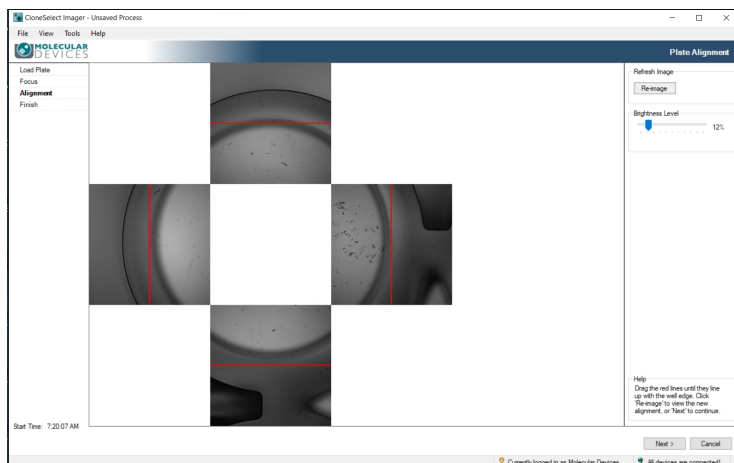 CloneSelect Imager - Unsaved Process
File View Tools Help
MOLECULAR
DEVICES
Plate Alignment
Load Plate
Focus
Alignment
Finish
Refresh Image
Re-image
Brightness Level
12%
Help
Drag the red lines until they line
up with the well edge. Click
'Re-image' to view the new
alignment, or 'Next' to continue.
Start Time: 7:20:07 AM
Next > Cancel
Currently logged in as Molecular Devices All devices are connected!